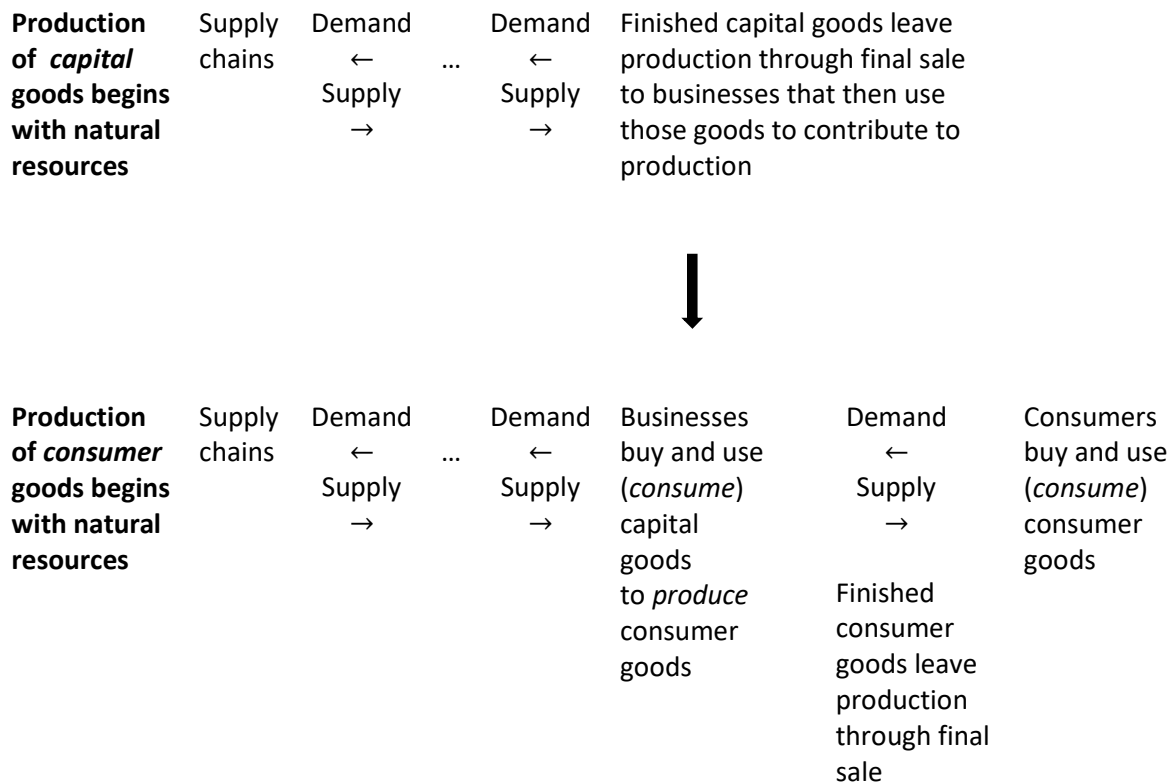 Production
of capital
goods begins
with natural
resources
Supply
chains
Demand
←
Supply
→
...
Demand
←
Supply
→
Finished capital goods leave
production through final sale
to businesses that then use
those goods to contribute to
production
Production
of consumer
goods begins
with natural
resources
Supply
chains
Demand
←
Supply
→
...
Demand
←
Supply
→
Businesses
buy and use
(consume)
capital
goods
to produce
consumer
goods
Demand
←
Supply
→
Finished
consumer
goods leave
production
through final
sale
Consumers
buy and use
(consume)
consumer
goods